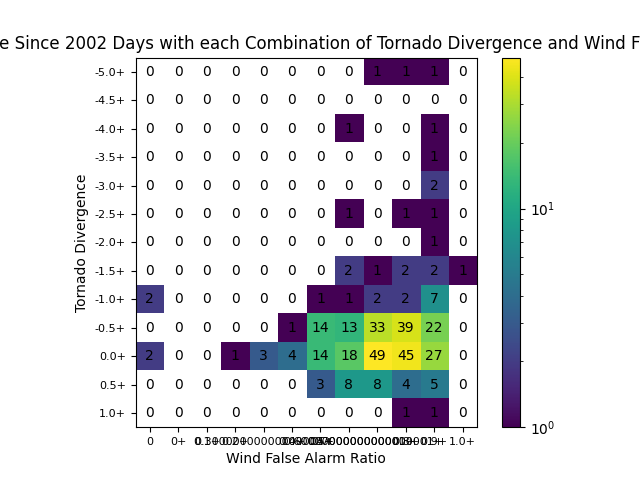 e Since 2002 Days with each Combination of Tornado Divergence and Wind F
-5.0+ 0 0 0 0 0 0 0 0 1 1 1 0
-4.5+ 0 0 0 0 0 0 0 0 0 0 0 0
-4.0+ 0 0 0 0 0 0 0 1 0 0 1 0
-3.5+ 0 0 0 0 0 0 0 0 0 0 1 0
-3.0+ 0 0 0 0 0 0 0 0 0 0 2 0
-2.5+ 0 0 0 0 0 0 0 1 0 1 1 0
-2.0+ 0 0 0 0 0 0 0 0 0 0 1 0
-1.5+ 0 0 0 0 0 0 0 2 1 2 2 1
-1.0+ 2 0 0 0 0 0 1 1 2 2 7 0
-0.5+ 0 0 0 0 0 1 14 13 33 39 22 0
0.0+ 2 0 0 1 3 4 14 18 49 45 27 0
0.5+ 0 0 0 0 0 0 3 8 8 4 5 0
1.0+ 0 0 0 0 0 0 0 0 0 1 1 0
0 0+ 1.0+
Wind False Alarm Ratio
Tornado Divergence
10¹
10⁰